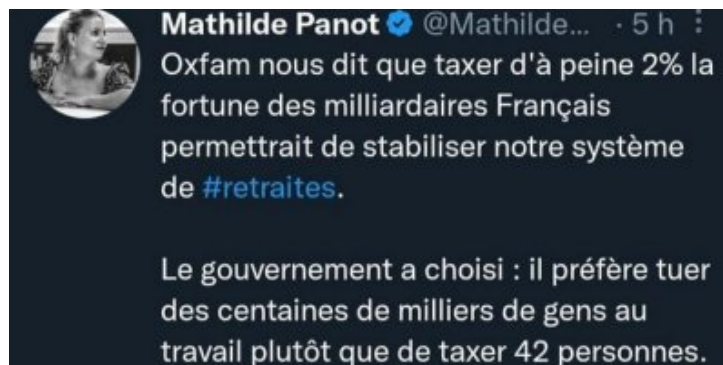 Mathilde Panot @Mathilde... · 5 h
Oxfam nous dit que taxer d'à peine 2% la
fortune des milliardaires Français
permettrait de stabiliser notre système
de #retraites.
Le gouvernement a choisi : il préfère tuer
des centaines de milliers de gens au
travail plutôt que de taxer 42 personnes.